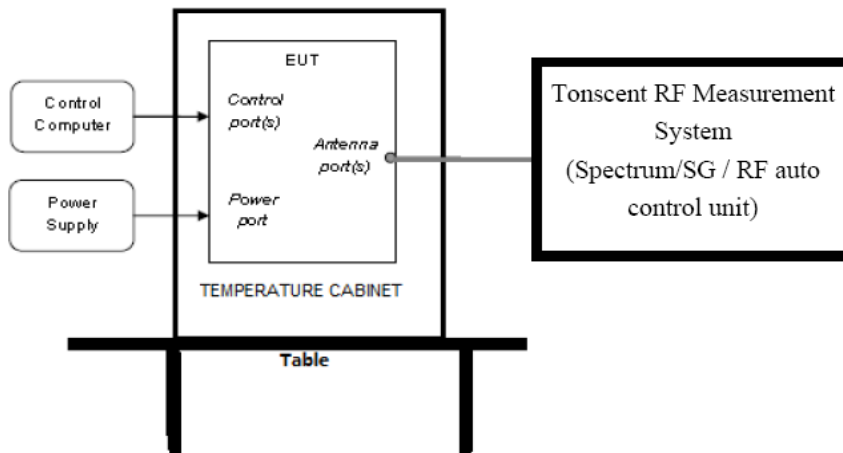 Control
Computer
Power
Supply
EUT
Control
port(s)
Antenna
port(s)
Power
port
TEMPERATURE CABINET
Table
Tonscent RF Measurement
System
(Spectrum/SG / RF auto
control unit)